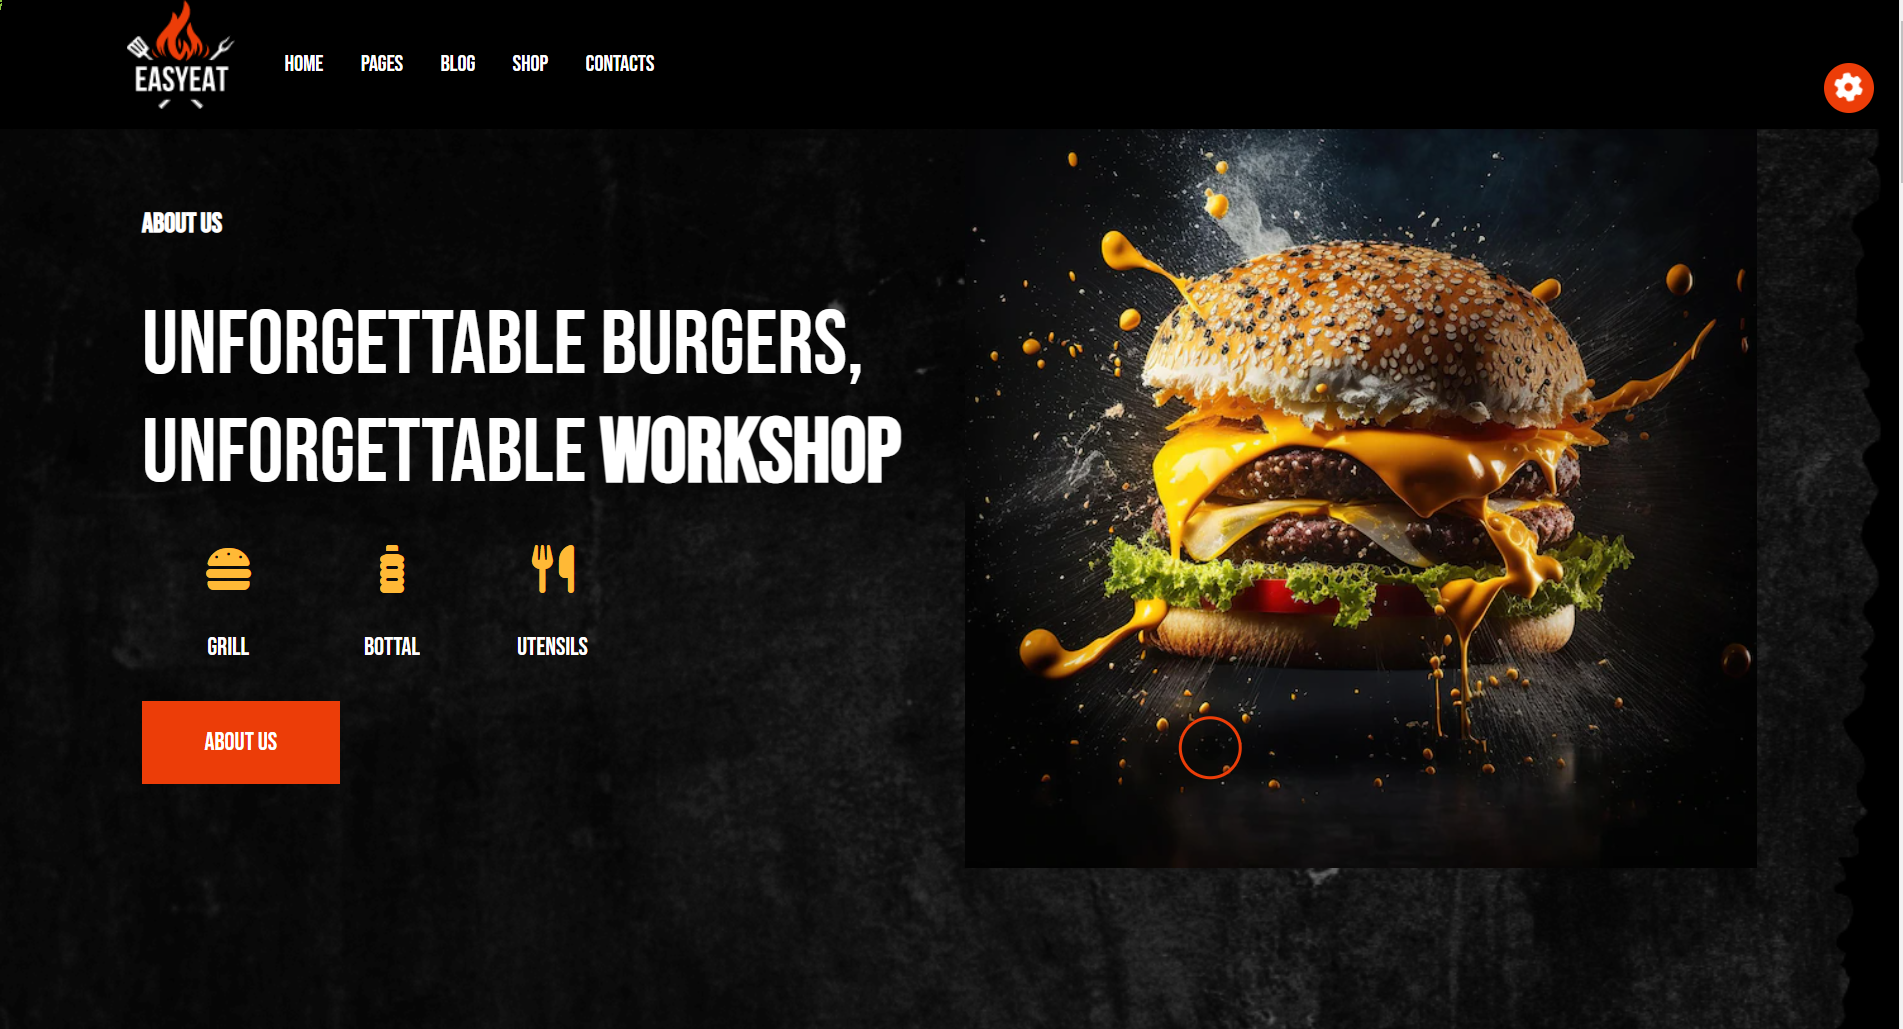 EASYEAT
HOME PAGES BLOG SHOP CONTACTS
ABOUT US
UNFORGETTABLE BURGERS,
UNFORGETTABLE WORKSHOP
GRILL BOTTAL UTENSILS
ABOUT US